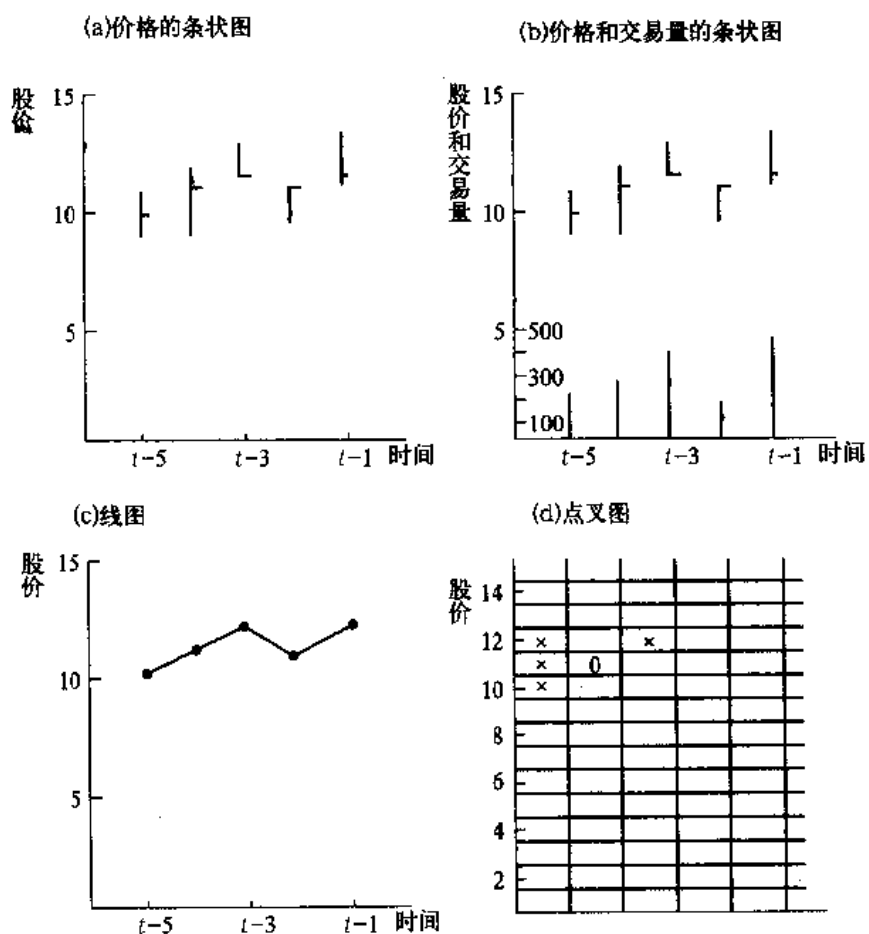 (a)价格的条状图
股价
15
10
5
t-5 t-3 t-1 时间
(b)价格和交易量的条状图
股价和交易量
15
10
5 500
300
100
t-5 t-3 t-1 时间
(c)线图
股价
15
10
5
t-5 t-3 t-1 时间
(d)点叉图
股价
14
12 × ×
× 0
10 ×
8
6
4
2